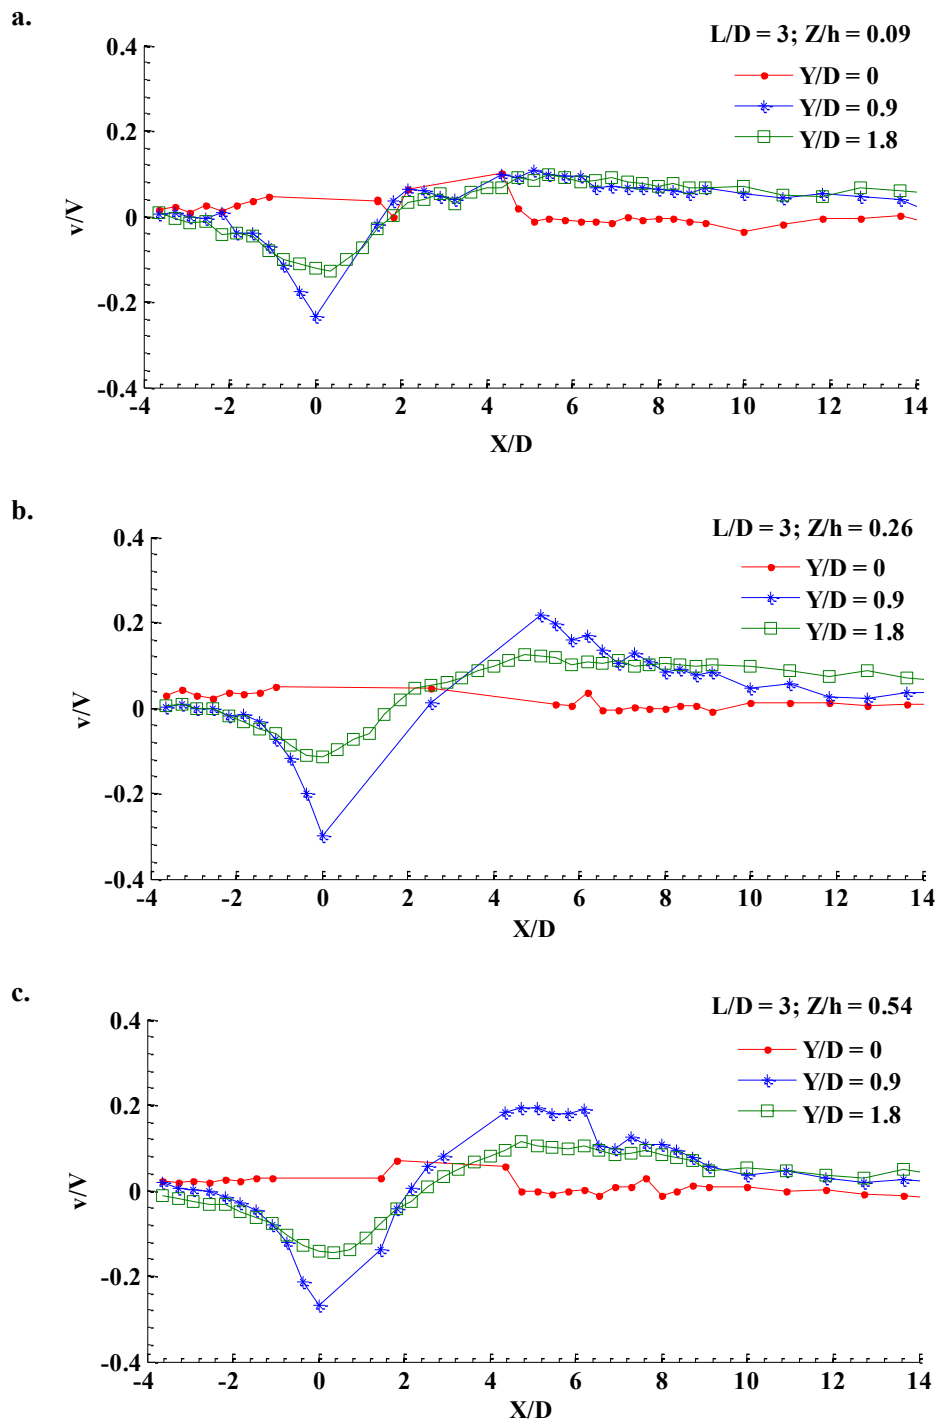 a.
L/D = 3; Z/h = 0.09
Y/D = 0
Y/D = 0.9
Y/D = 1.8
0.4
0.2
0
-0.2
-0.4
v/V
-4 -2 0 2 4 6 8 10 12 14
X/D
b.
L/D = 3; Z/h = 0.26
Y/D = 0
Y/D = 0.9
Y/D = 1.8
0.4
0.2
0
-0.2
-0.4
v/V
-4 -2 0 2 4 6 8 10 12 14
X/D
c.
L/D = 3; Z/h = 0.54
Y/D = 0
Y/D = 0.9
Y/D = 1.8
0.4
0.2
0
-0.2
-0.4
v/V
-4 -2 0 2 4 6 8 10 12 14
X/D